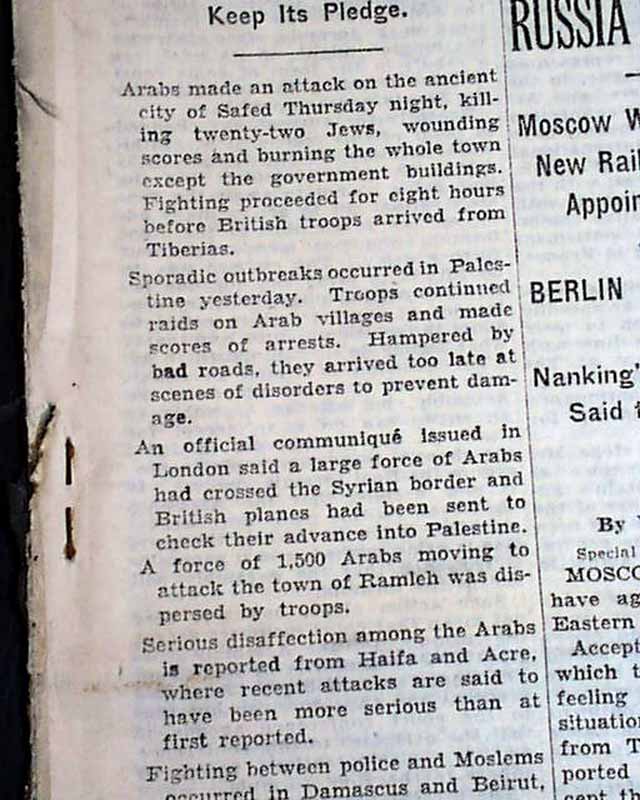 Keep Its Pledge.
Arabs made an attack on the ancient
city of Safed Thursday night, kill-
ing twenty-two Jews, wounding
scores and burning the whole town
except the government buildings.
Fighting proceeded for eight hours
before British troops arrived from
Tiberias.
Sporadic outbreaks occurred in Pales-
tine yesterday. Troops continued
raids on Arab villages and made
scores of arrests. Hampered by
bad roads, they arrived too late at
scenes of disorders to prevent dam-
age.
An official communiqué issued in
London said a large force of Arabs
had crossed the Syrian border and
British planes had been sent to
check their advance into Palestine.
A force of 1,500 Arabs moving to
attack the town of Ramleh was dis-
persed by troops.
Serious disaffection among the Arabs
is reported from Haifa and Acre,
where recent attacks are said to
have been more serious than at
first reported.
Fighting between police and Moslems
occurred in Damascus and Beirut,
RUSSIA
Moscow W
New Rail
Appoin
BERLIN
Nanking'
Said t
By
Special
MOSCO
have ag
Eastern
Accept
which t
feeling
situation
from T
ported
cept th